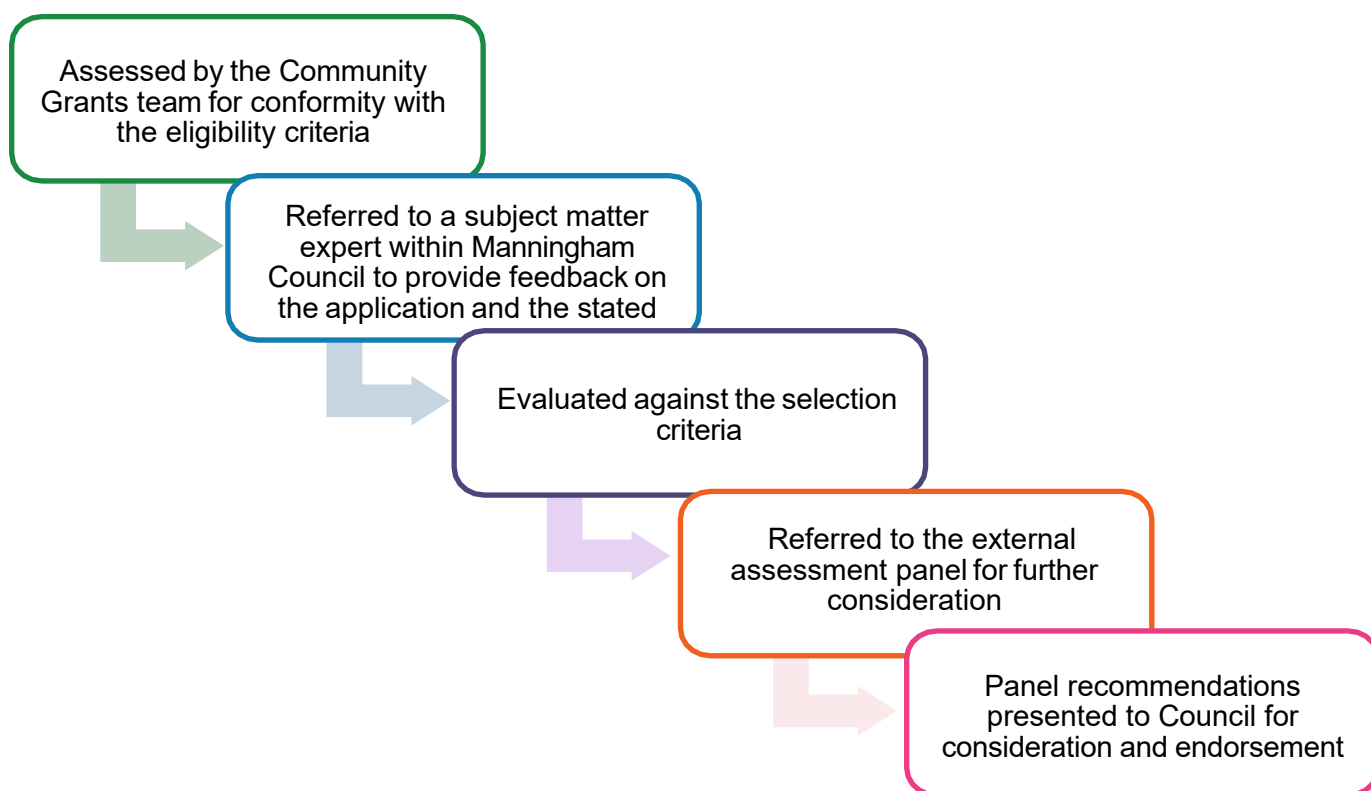 Assessed by the Community
Grants team for conformity with
the eligibility criteria
Referred to a subject matter
expert within Manningham
Council to provide feedback on
the application and the stated
Evaluated against the selection
criteria
Referred to the external
assessment panel for further
consideration
Panel recommendations
presented to Council for
consideration and endorsement